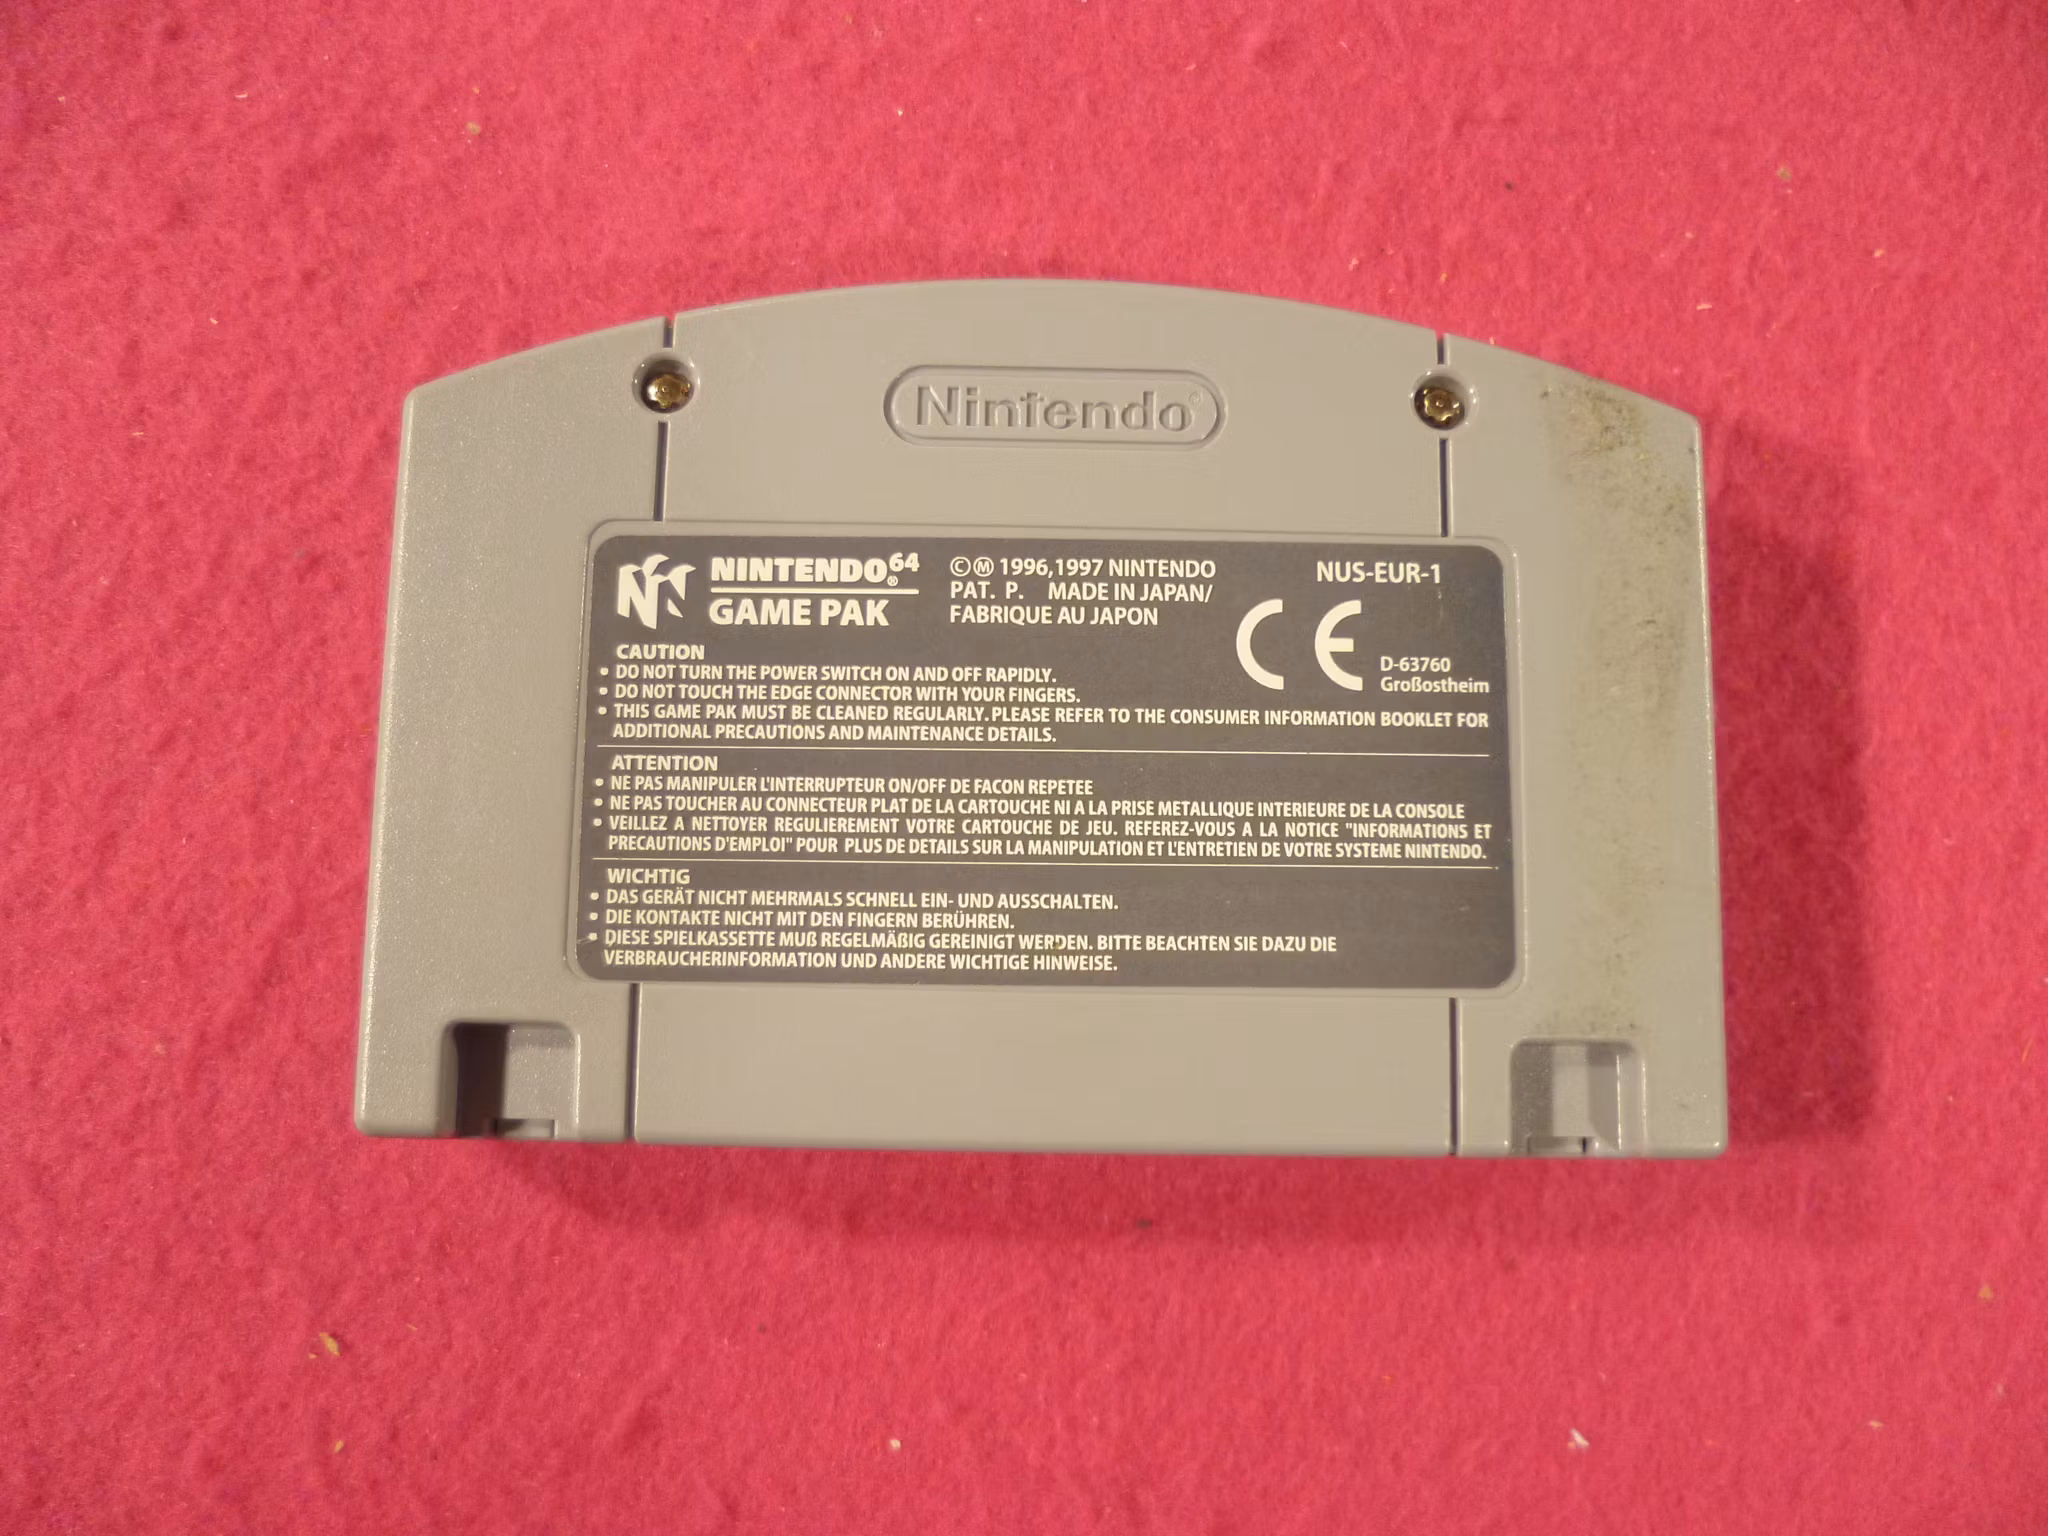 Nintendo®
NINTENDO®64
GAME PAK
©Ⓜ 1996,1997 NINTENDO
PAT. P. MADE IN JAPAN/
FABRIQUE AU JAPON
NUS-EUR-1
CE
D-63760
Großostheim
CAUTION
• DO NOT TURN THE POWER SWITCH ON AND OFF RAPIDLY.
• DO NOT TOUCH THE EDGE CONNECTOR WITH YOUR FINGERS.
• THIS GAME PAK MUST BE CLEANED REGULARLY. PLEASE REFER TO THE CONSUMER INFORMATION BOOKLET FOR
ADDITIONAL PRECAUTIONS AND MAINTENANCE DETAILS.
ATTENTION
• NE PAS MANIPULER L'INTERRUPTEUR ON/OFF DE FACON REPETEE
• NE PAS TOUCHER AU CONNECTEUR PLAT DE LA CARTOUCHE NI A LA PRISE METALLIQUE INTERIEURE DE LA CONSOLE
• VEILLEZ A NETTOYER REGULIEREMENT VOTRE CARTOUCHE DE JEU. REFEREZ-VOUS A LA NOTICE "INFORMATIONS ET
PRECAUTIONS D'EMPLOI" POUR PLUS DE DETAILS SUR LA MANIPULATION ET L'ENTRETIEN DE VOTRE SYSTEME NINTENDO.
WICHTIG
• DAS GERÄT NICHT MEHRMALS SCHNELL EIN- UND AUSSCHALTEN.
• DIE KONTAKTE NICHT MIT DEN FINGERN BERÜHREN.
• DIESE SPIELKASSETTE MUß REGELMÄßIG GEREINIGT WERDEN. BITTE BEACHTEN SIE DAZU DIE
VERBRAUCHERINFORMATION UND ANDERE WICHTIGE HINWEISE.